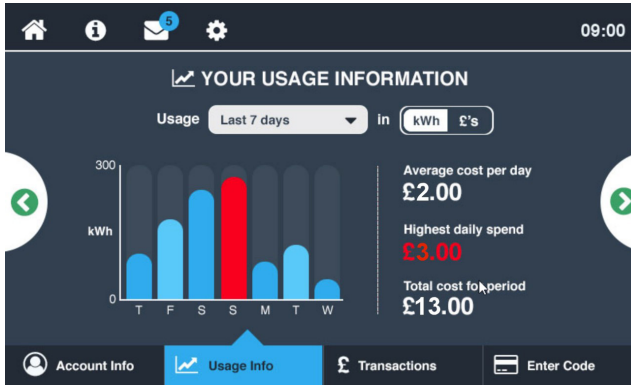 5
09:00
YOUR USAGE INFORMATION
Usage Last 7 days in kWh £'s
300
kWh
0
T F S S M T W
Average cost per day
£2.00
Highest daily spend
£3.00
Total cost for period
£13.00
Account Info Usage Info £ Transactions Enter Code